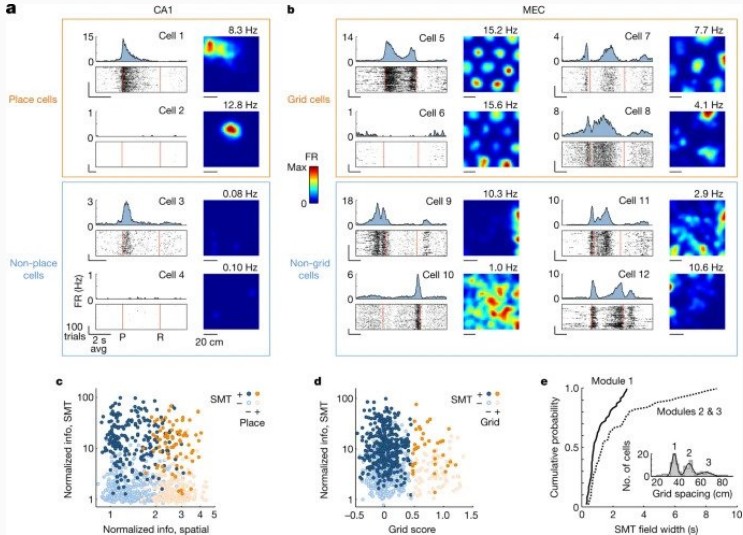 a
CA1
b
MEC
Place cells
15
0
Cell 1
8.3 Hz
1
0
Cell 2
12.8 Hz
Non-place
cells
3
0
Cell 3
0.08 Hz
1
0
Cell 4
0.10 Hz
FR (Hz)
100
trials
2 s
avg
P
R
20 cm
Grid cells
14
0
Cell 5
15.2 Hz
7
0
Cell 7
7.7 Hz
1
0
Cell 6
15.6 Hz
8
0
Cell 8
4.1 Hz
FR
Max
0
Non-grid
cells
18
0
Cell 9
10.3 Hz
7
0
Cell 11
2.9 Hz
6
0
Cell 10
1.0 Hz
12
0
Cell 12
10.6 Hz
c
SMT
+
–
– +
Place
Normalized info, SMT
100
10
1
1
2
3
4
5
Normalized info, spatial
d
SMT
+
–
– +
Grid
Normalized info, SMT
100
10
1
–0.5
0
0.5
1.0
1.5
Grid score
e
Cumulative probability
1.0
0.5
0
Module 1
Modules 2 & 3
No. of cells
20
10
0
1
2
3
40
60
80
Grid spacing (cm)
0
2
4
6
8
10
SMT field width (s)